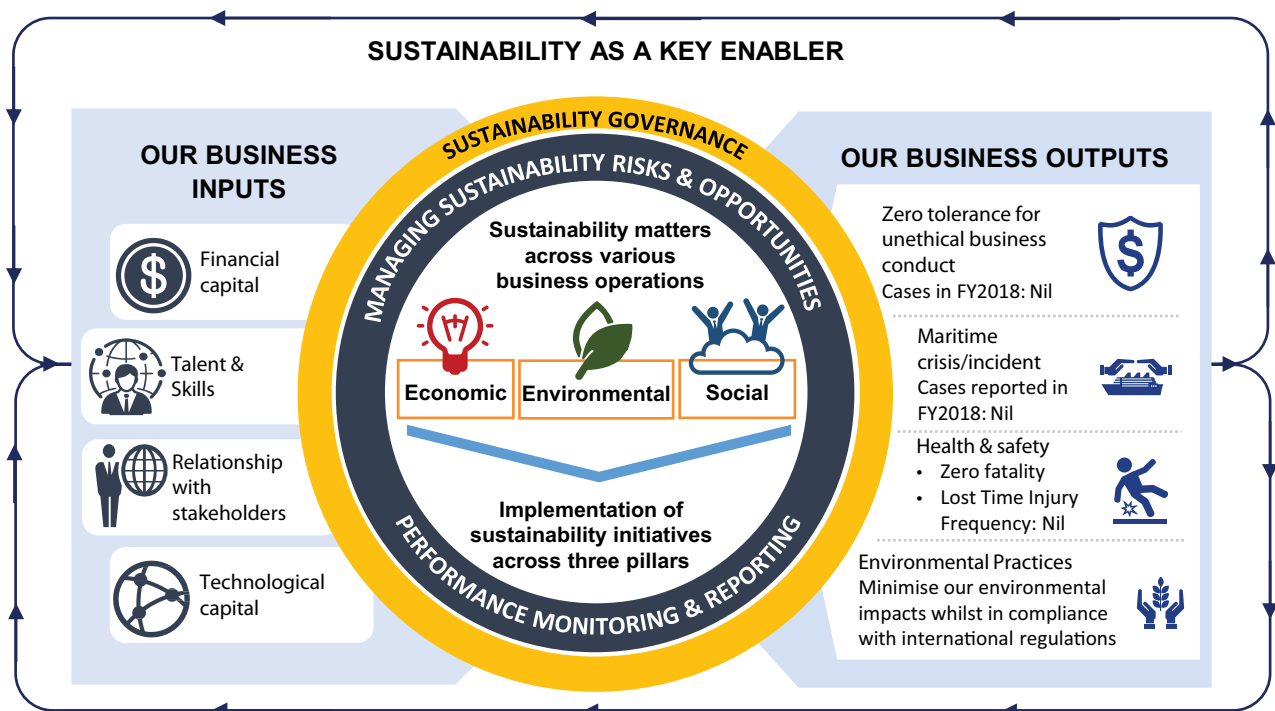 SUSTAINABILITY AS A KEY ENABLER
OUR BUSINESS
INPUTS
Financial
capital
Talent &
Skills
Relationship
with
stakeholders
Technological
capital
SUSTAINABILITY GOVERNANCE
MANAGING SUSTAINABILITY RISKS & OPPORTUNITIES
Sustainability matters
across various
business operations
Economic
Environmental
Social
Implementation of
sustainability initiatives
across three pillars
PERFORMANCE MONITORING & REPORTING
OUR BUSINESS OUTPUTS
Zero tolerance for
unethical business
conduct
Cases in FY2018: Nil
Maritime
crisis/incident
Cases reported in
FY2018: Nil
Health & safety
• Zero fatality
• Lost Time Injury
Frequency: Nil
Environmental Practices
Minimise our environmental
impacts whilst in compliance
with international regulations